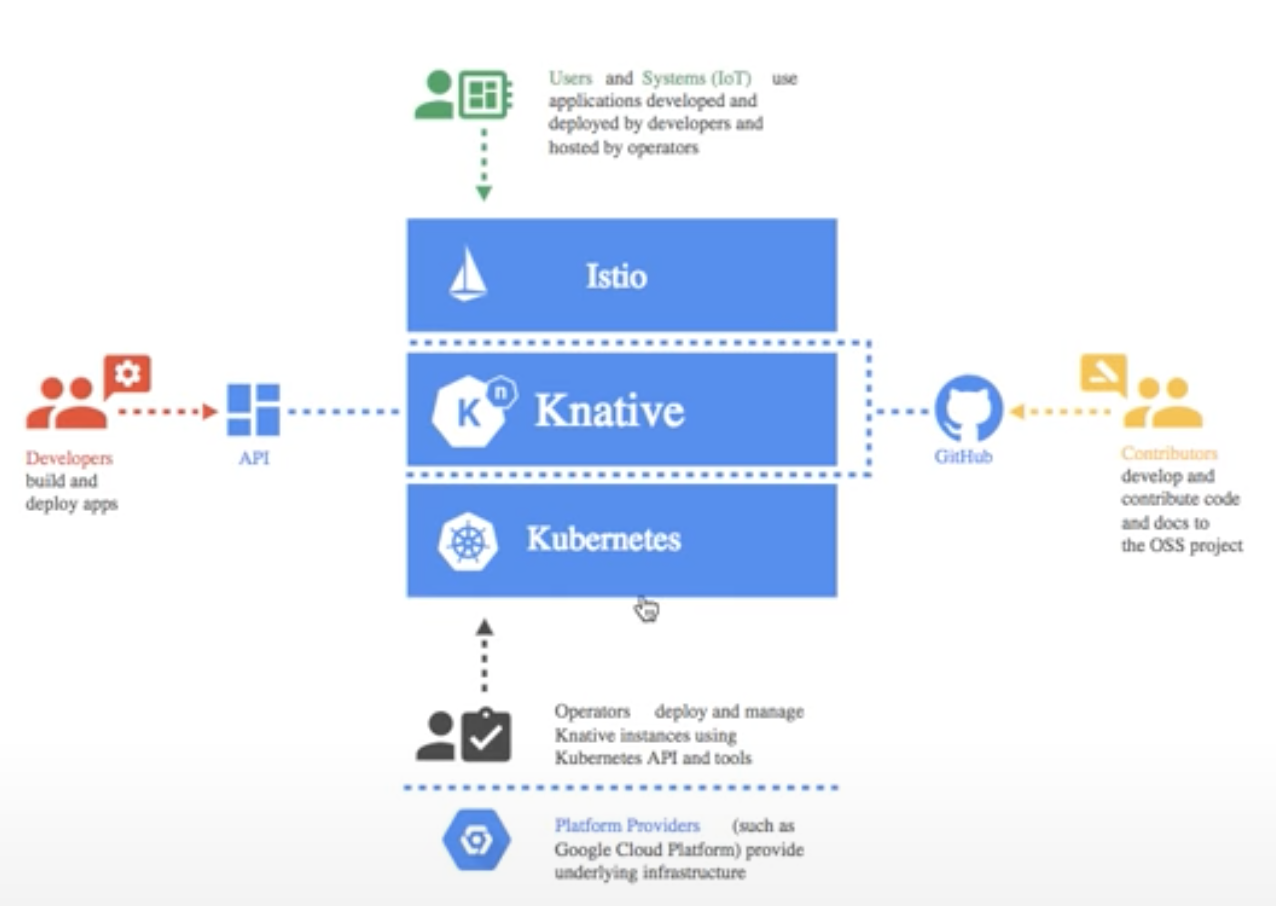 Users and Systems (IoT) use
applications developed and
deployed by developers and
hosted by operators
Istio
K n
Knative
Developers
build and
deploy apps
API
GitHub
Contributors
develop and
contribute code
and docs to
the OSS project
Kubernetes
Operators deploy and manage
Knative instances using
Kubernetes API and tools
Platform Providers (such as
Google Cloud Platform) provide
underlying infrastructure